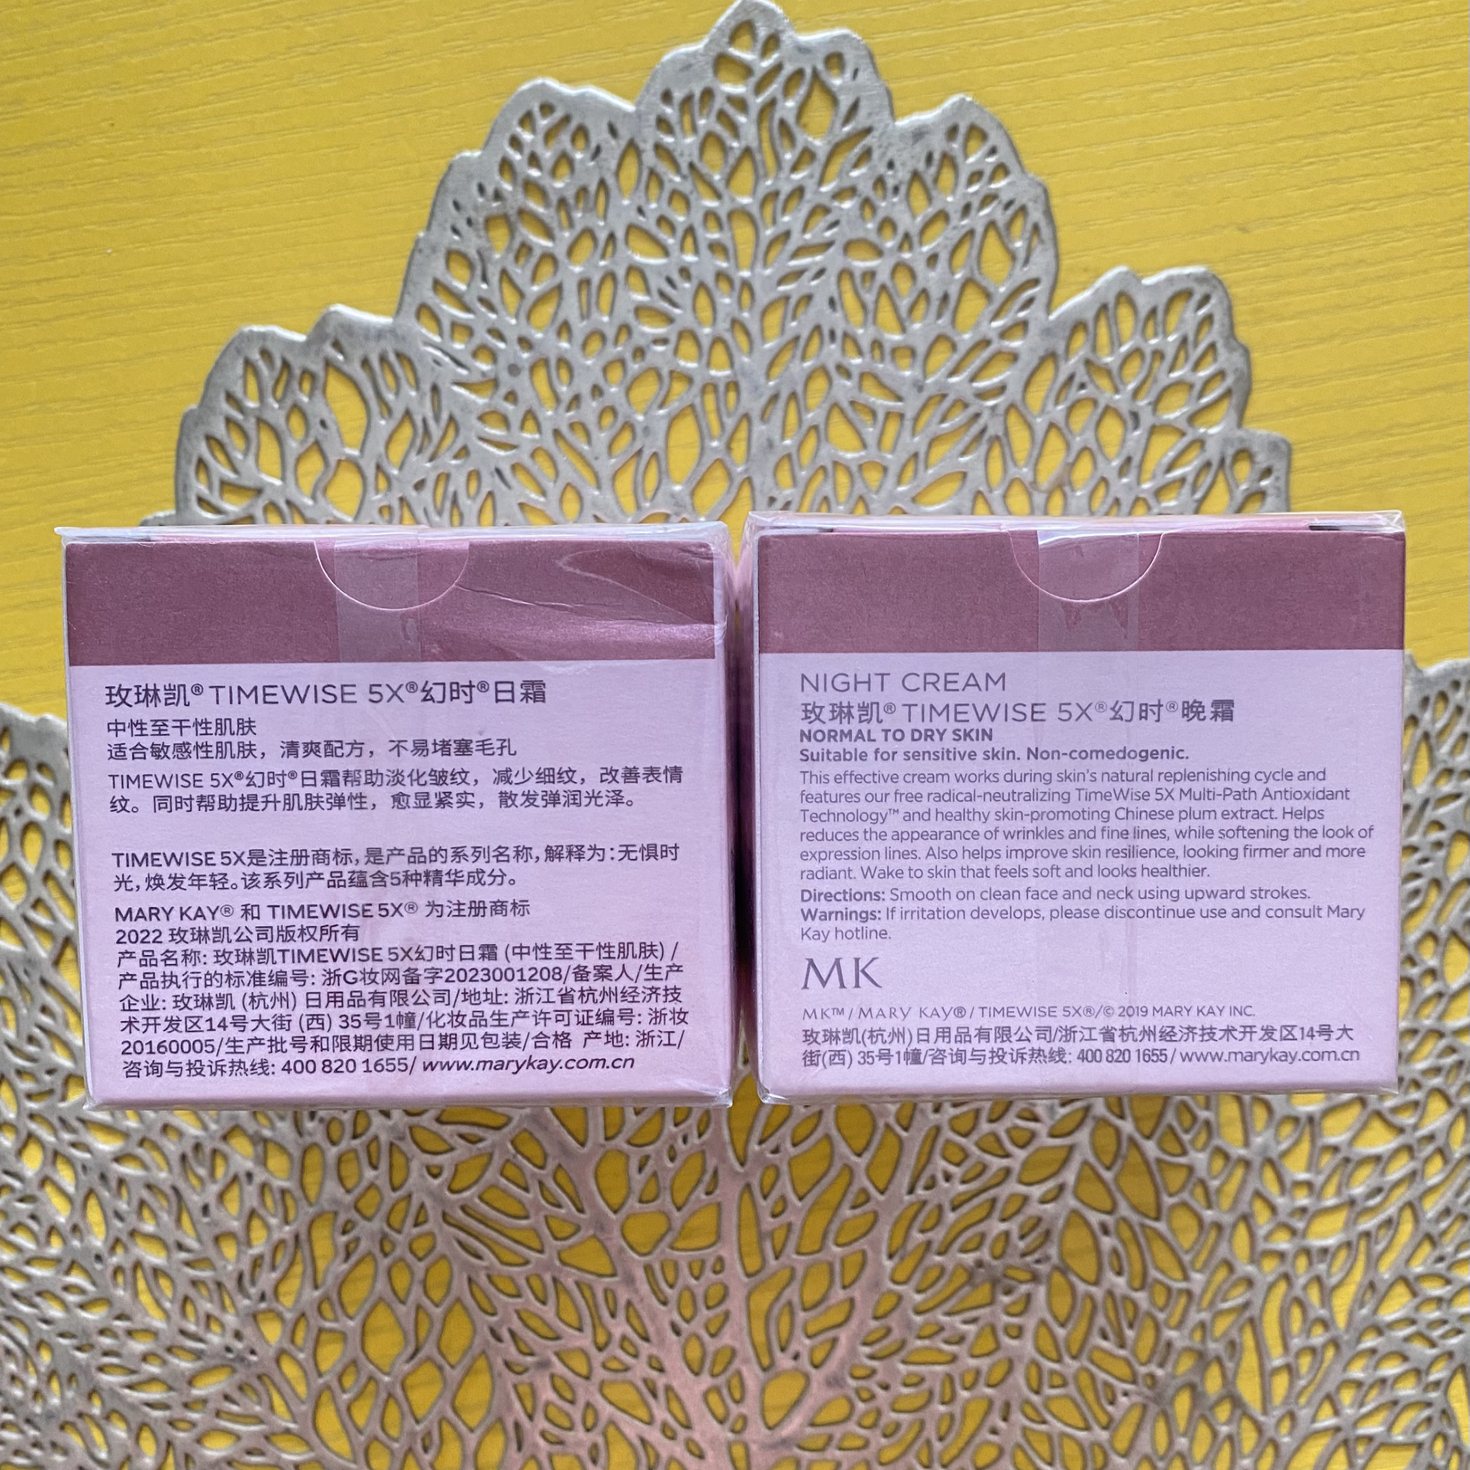 玫琳凯®TIMEWISE 5X®幻时®日霜
中性至干性肌肤
适合敏感性肌肤，清爽配方，不易堵塞毛孔
TIMEWISE 5X®幻时®日霜帮助淡化皱纹，减少细纹，改善表情
纹。同时帮助提升肌肤弹性，愈显紧实，散发弹润光泽。
TIMEWISE 5X是注册商标,是产品的系列名称,解释为:无惧时
光,焕发年轻。该系列产品蕴含5种精华成分。
MARY KAY® 和 TIMEWISE 5X® 为注册商标
2022 玫琳凯公司版权所有
产品名称: 玫琳凯TIMEWISE 5X幻时日霜 (中性至干性肌肤) /
产品执行的标准编号: 浙G妆网备字2023001208/备案人/生产
企业: 玫琳凯 (杭州) 日用品有限公司/地址: 浙江省杭州经济技
术开发区14号大街 (西) 35号1幢/化妆品生产许可证编号: 浙妆
20160005/生产批号和限期使用日期见包装/合格 产地: 浙江/
咨询与投诉热线: 400 820 1655/ www.marykay.com.cn
NIGHT CREAM
玫琳凯®TIMEWISE 5X®幻时®晚霜
NORMAL TO DRY SKIN
Suitable for sensitive skin. Non-comedogenic.
This effective cream works during skin's natural replenishing cycle and
features our free radical-neutralizing TimeWise 5X Multi-Path Antioxidant
Technology™ and healthy skin-promoting Chinese plum extract. Helps
reduces the appearance of wrinkles and fine lines, while softening the look of
expression lines. Also helps improve skin resilience, looking firmer and more
radiant. Wake to skin that feels soft and looks healthier.
Directions: Smooth on clean face and neck using upward strokes.
Warnings: If irritation develops, please discontinue use and consult Mary
Kay hotline.
MK
MK™ / MARY KAY® / TIMEWISE 5X®/© 2019 MARY KAY INC.
玫琳凯(杭州)日用品有限公司/浙江省杭州经济技术开发区14号大
街(西) 35号1幢/咨询与投诉热线: 400 820 1655/ www.marykay.com.cn